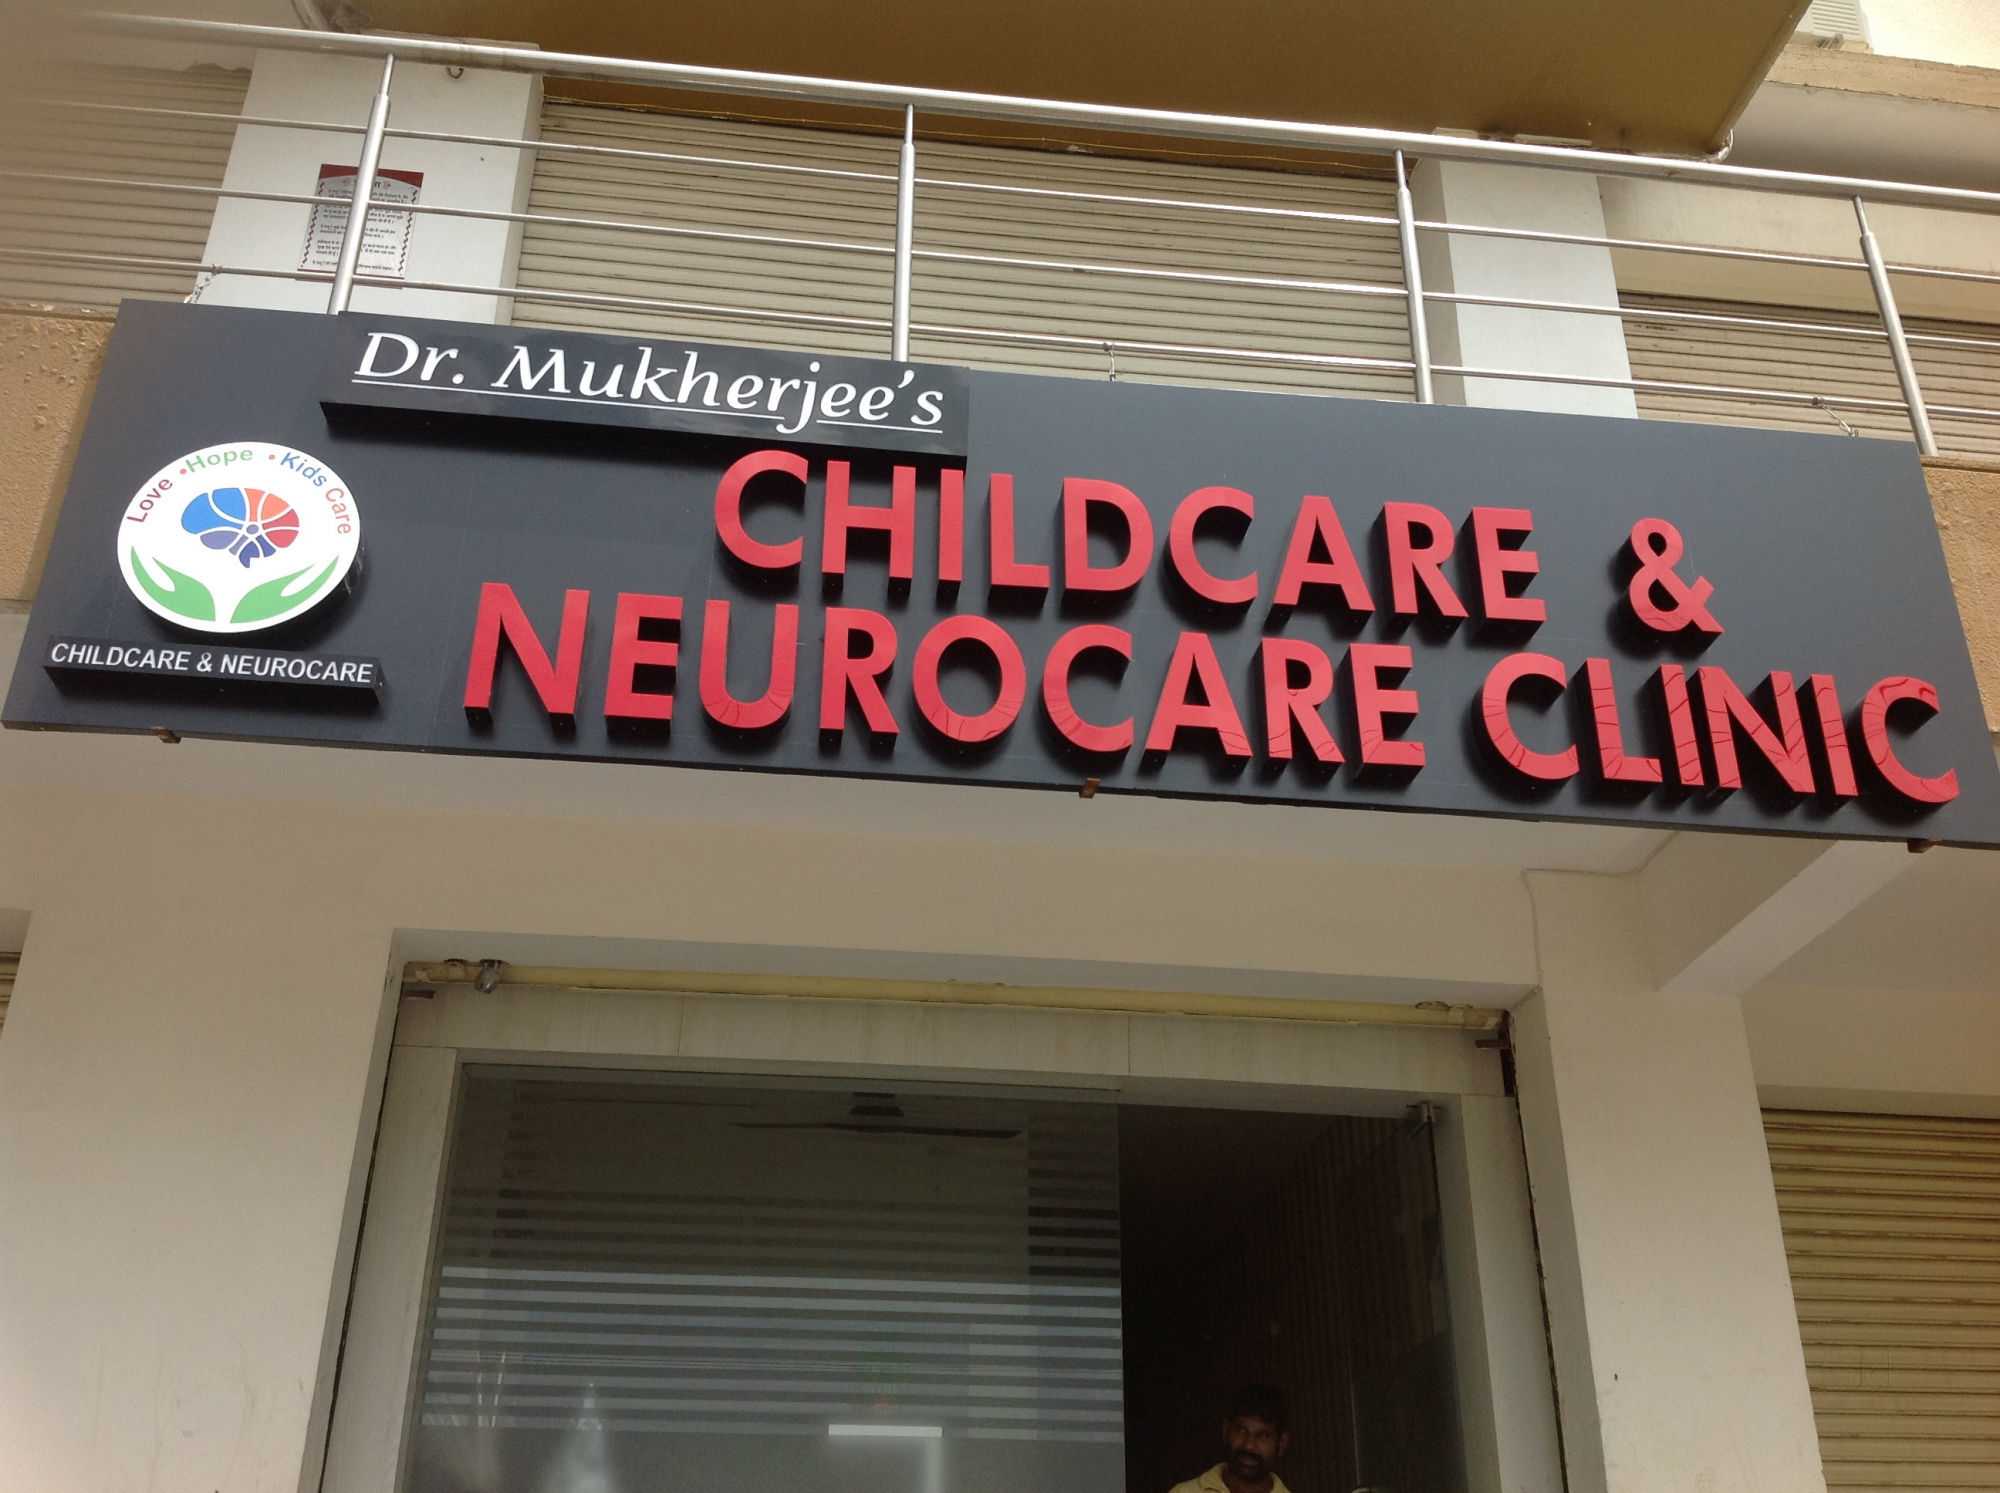 Dr. Mukherjee's
CHILDCARE &
NEUROCARE CLINIC
Love • Hope • Kids Care
CHILDCARE & NEUROCARE